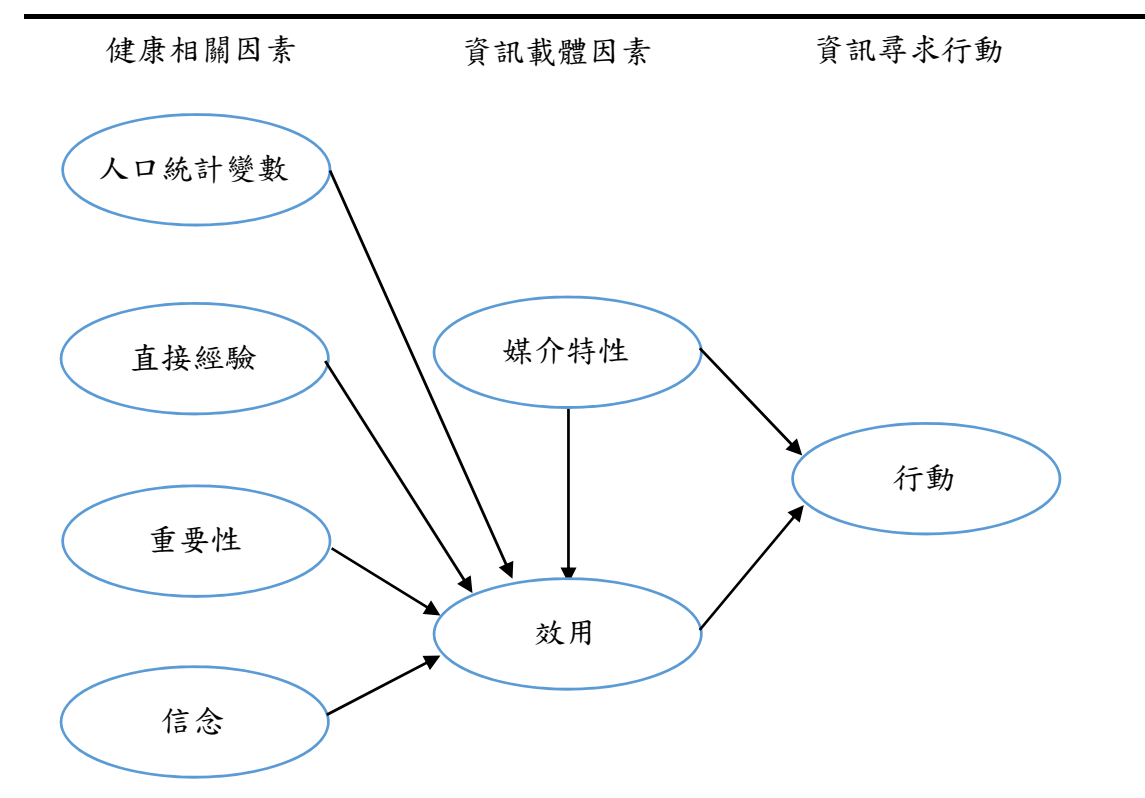 健康相關因素
資訊載體因素
資訊尋求行動
人口統計變數
直接經驗
媒介特性
行動
重要性
效用
信念